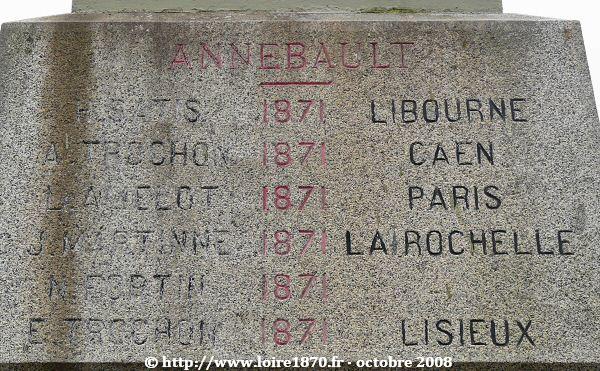 ANNEBAULT
1871 LIBOURNE
A. TROCHON 1871 CAEN
1871 PARIS
J. MARTINNE 1871 LA ROCHELLE
N. FORTIN 1871
E. TROCHON 1871 LISIEUX
© http://www.loire1870.fr - octobre 2008